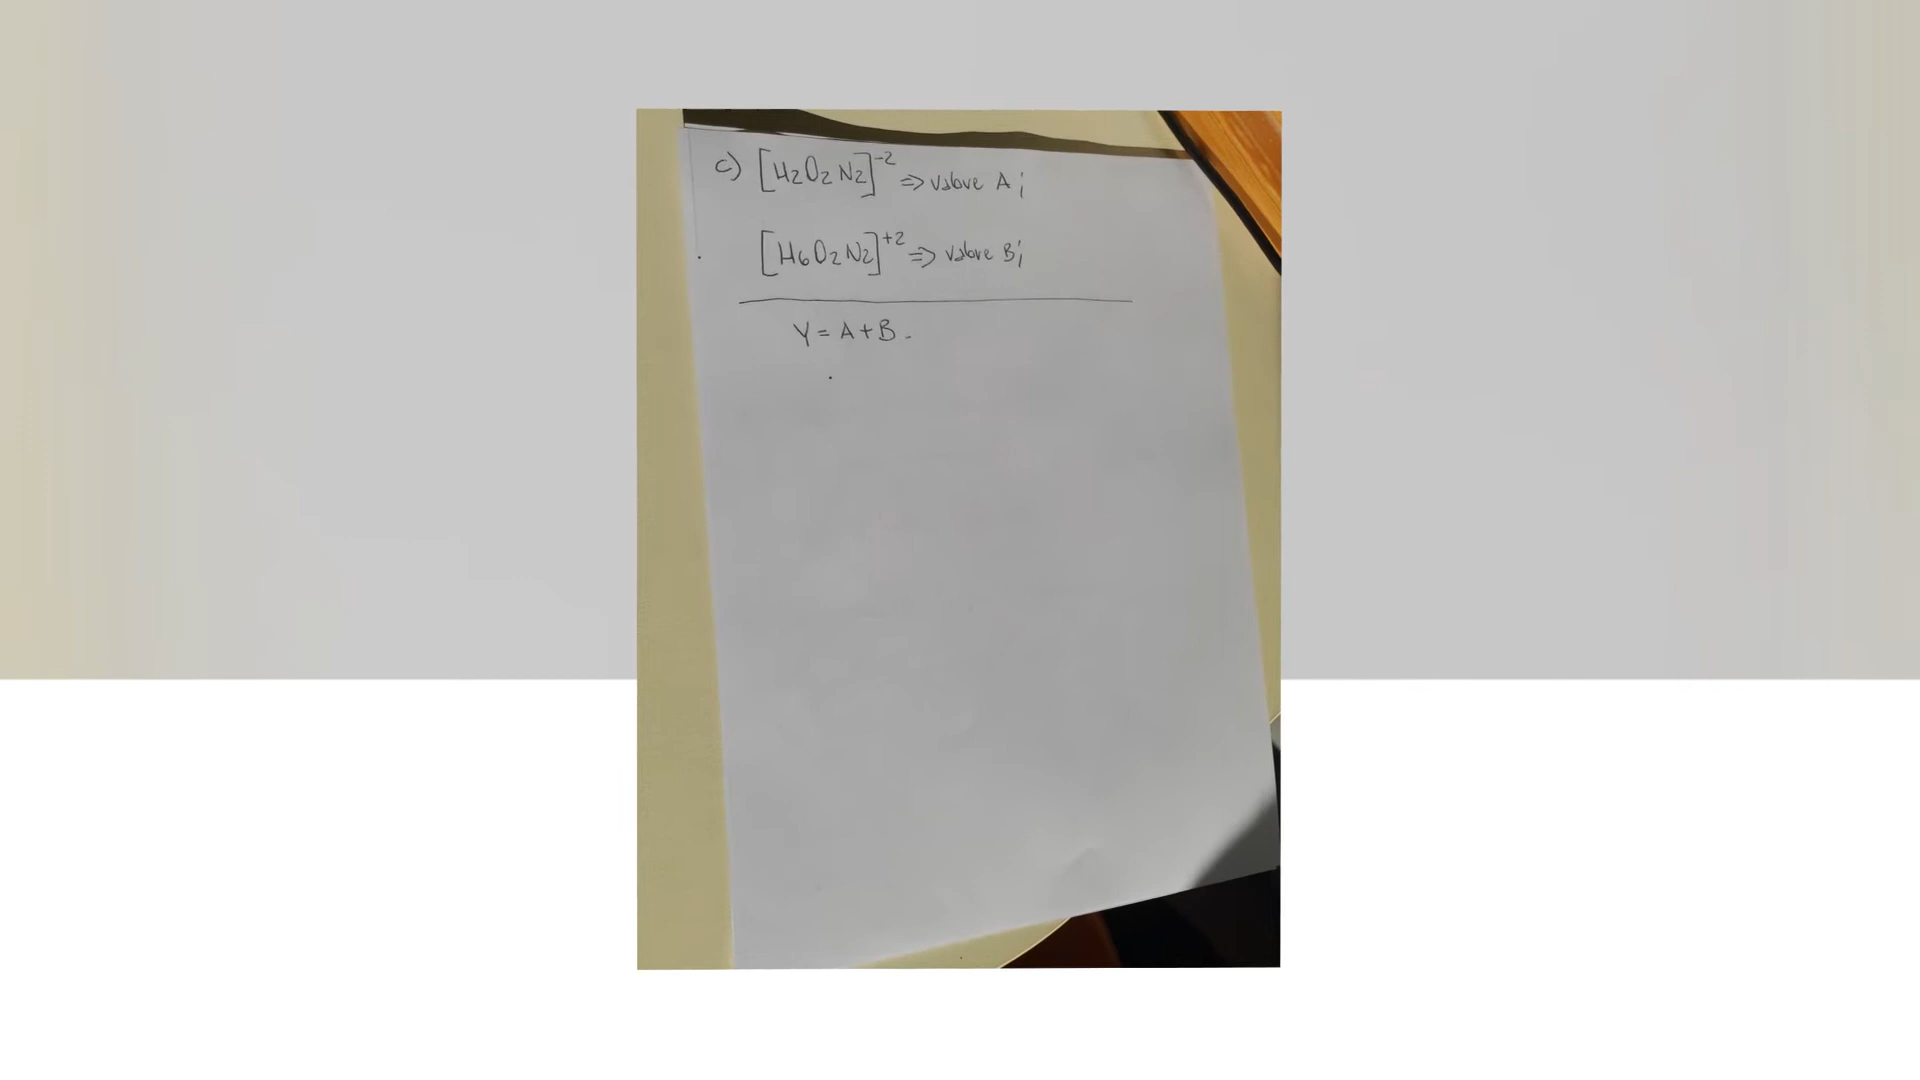 c) [H₂O₂N₂]⁻² => valore A;
[H₆O₂N₂]⁺² => valore B;
Y = A + B.